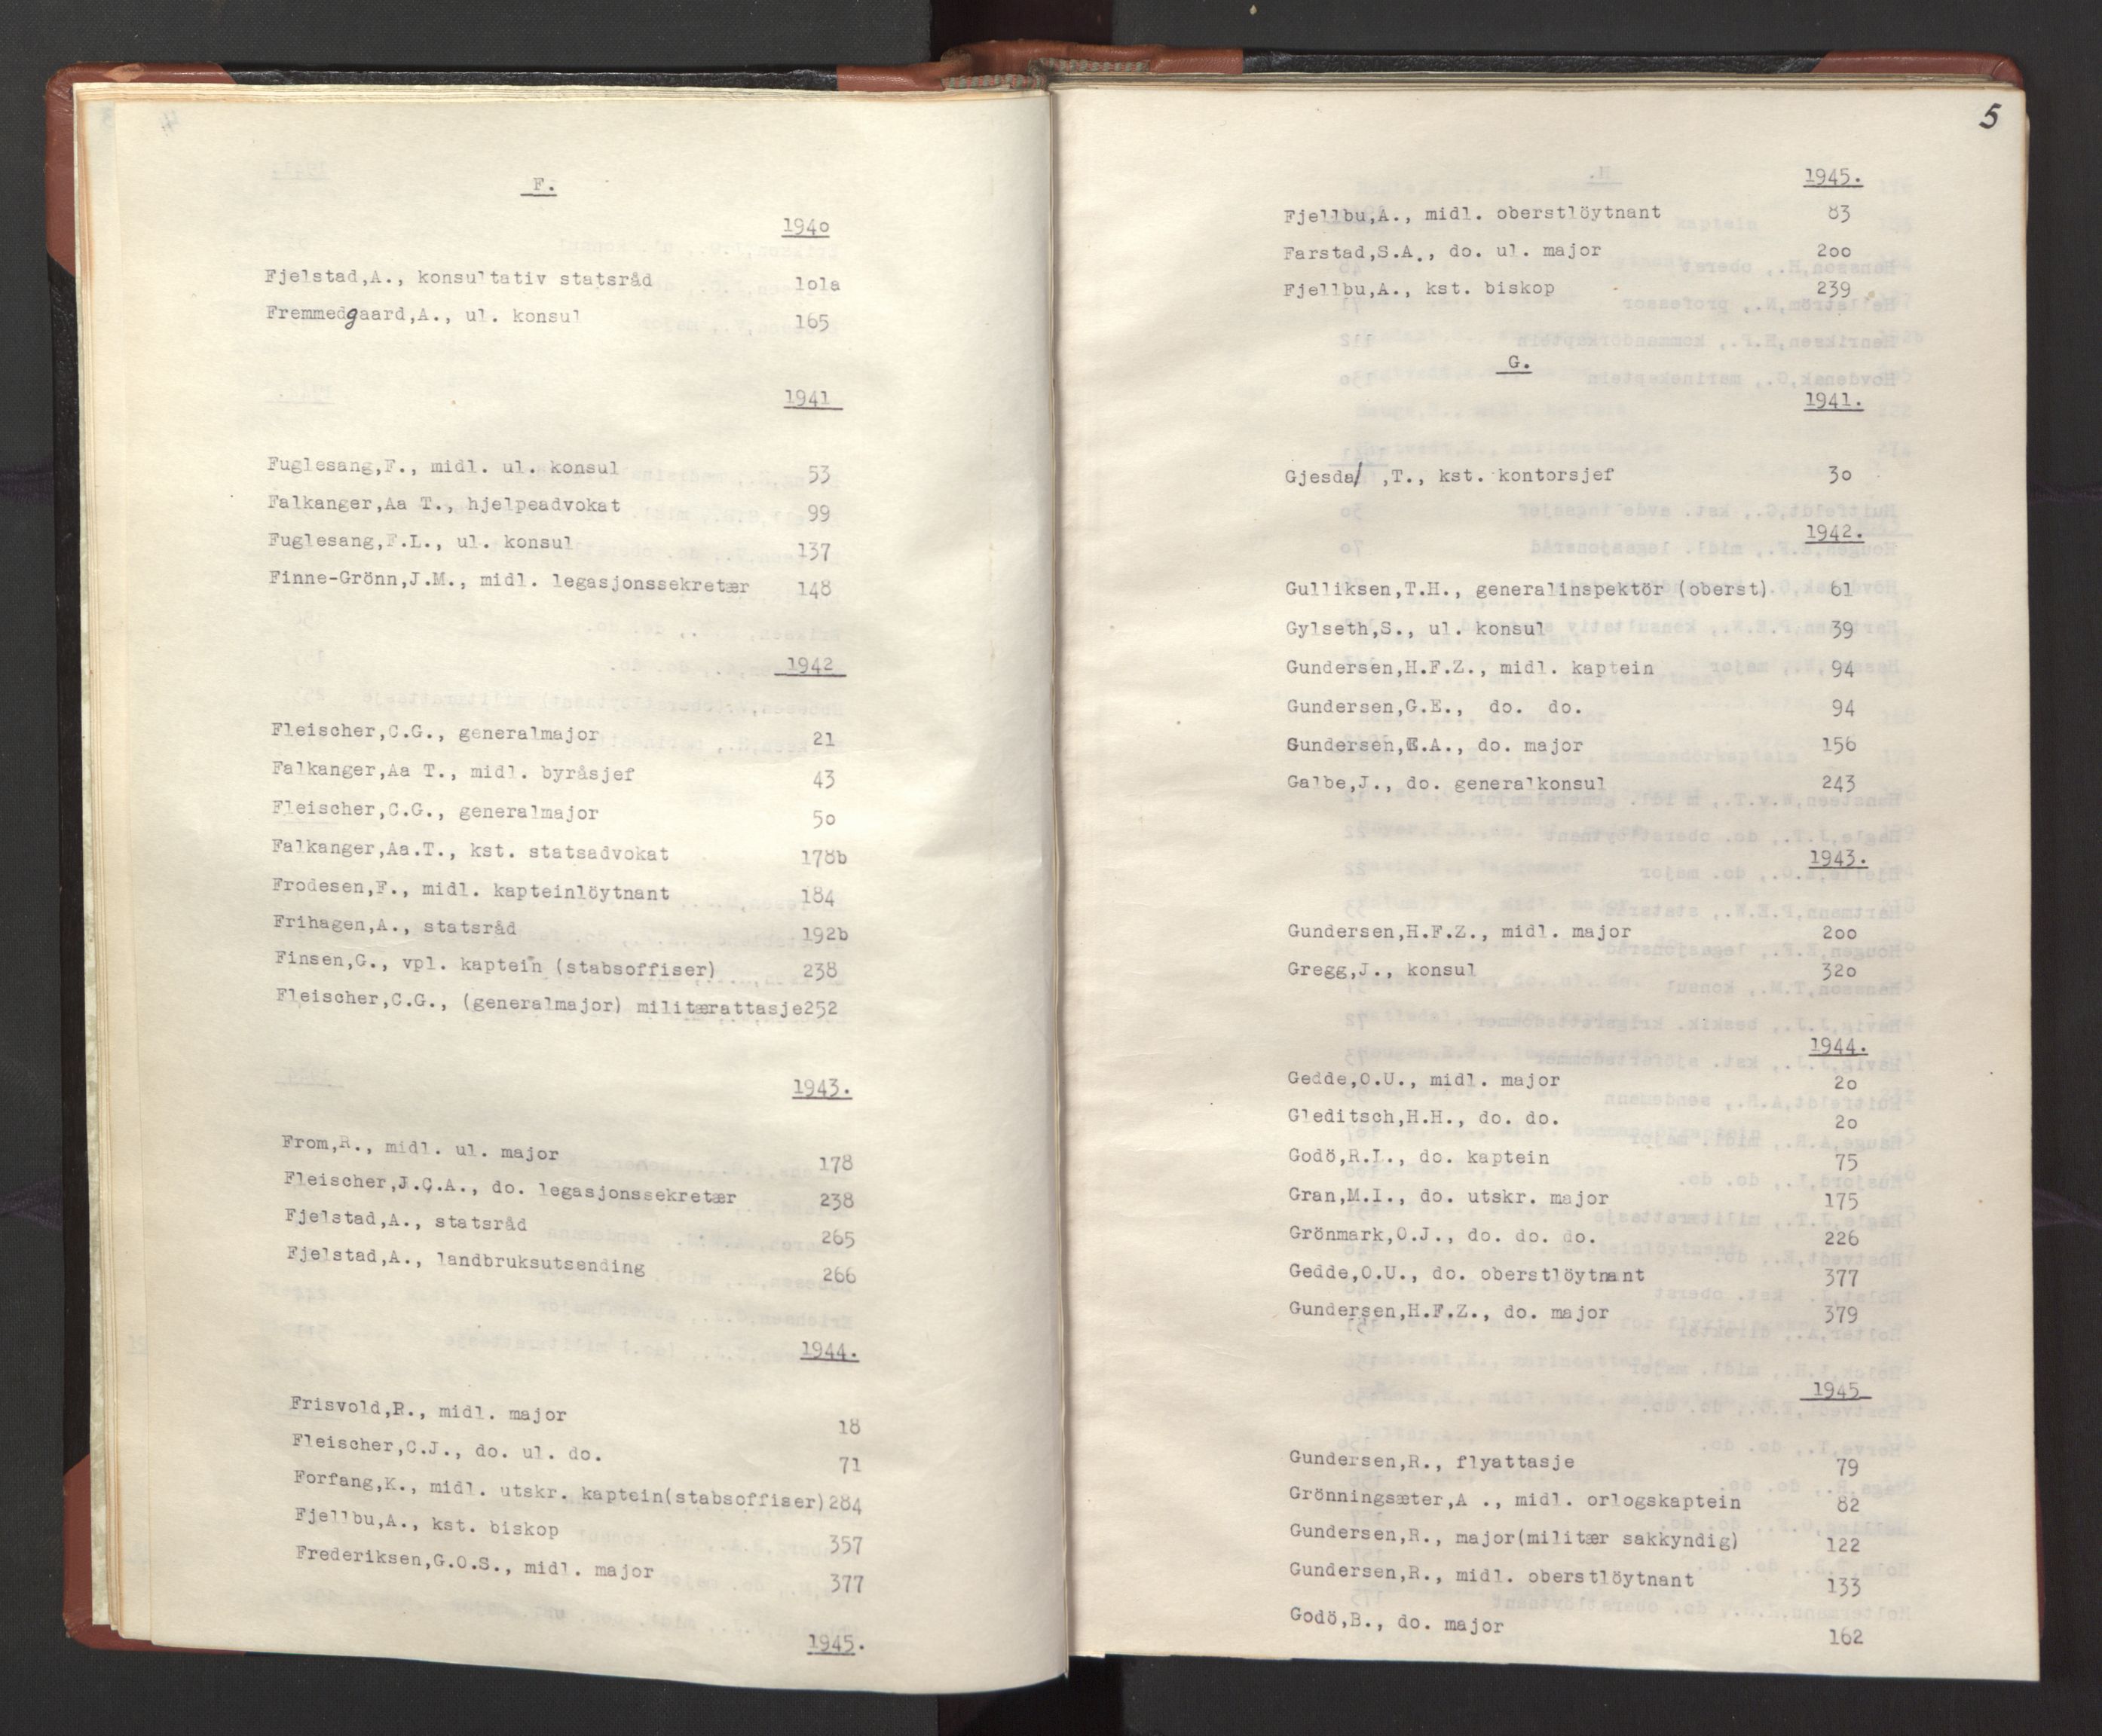 F.
194o
Fjelstad,A., konsultativ statsråd lola
Fremmedgaard,A., ul. konsul 165
1941
Fuglesang,F., midl. ul. konsul 53
Falkanger,Aa T., hjelpeadvokat 99
Fuglesang,F.L., ul. konsul 137
Finne-Grönn,J.M., midl. legasjonssekretær 148
1942
Fleischer,C.G., generalmajor 21
Falkanger,Aa T., midl. byråsjef 43
Fleischer,C.G., generalmajor 5o
Falkanger,Aa.T., kst. statsadvokat 178b
Frodesen,F., midl. kapteinlöytnant 184
Frihagen,A., statsråd 192b
Finsen,G., vpl. kaptein (stabsoffiser) 238
Fleischer,C.G., (generalmajor) militærattasje252
1943.
From,R., midl. ul. major 178
Fleischer,J.C.A., do. legasjonssekretær 238
Fjelstad,A., statsråd 265
Fjelstad,A., landbruksutsending 266
1944.
Frisvold,P., midl. major 18
Fleischer,C.J., do. ul. do. 71
Forfang,K., midl. utskr. kaptein(stabsoffiser)284
Fjellbu,A., kst. biskop 357
Frederiksen,G.O.S., midl. major 377
1945.
5
1945.
Fjellbu,A., midl. oberstlöytnant 83
Farstad,S.A., do. ul. major 2oo
Fjellbu,A., kst. biskop 239
G.
1941.
Gjesdal ,T., kst. kontorsjef 3o
1942.
Gulliksen,T.H., generalinspektör (oberst) 61
Gylseth,S., ul. konsul 39
Gundersen,H.F.Z., midl. kaptein 94
Gundersen,G.E., do. do. 94
Gundersen,E.A., do. major 156
Galbe,J., do. generalkonsul 243
1943.
Gundersen,H.F.Z., midl. major 2oo
Gregg,J., konsul 32o
1944.
Gedde,O.U., midl. major 2o
Gleditsch,H.H., do. do. 2o
Godö,R.I., do. kaptein 75
Gran,M.I., do. utskr. major 175
Grönmark,O.J., do. do. do. 226
Gedde,O.U., do. oberstlöytnant 377
Gundersen,H.F.Z., do. major 379
1945
Gundersen,R., flyattasje 79
Grönningsæter,A ., midl. orlogskaptein 82
Gundersen,R., major(militær sakkyndig) 122
Gundersen,R., midl. oberstlöytnant 133
Godö,B., do. major 162